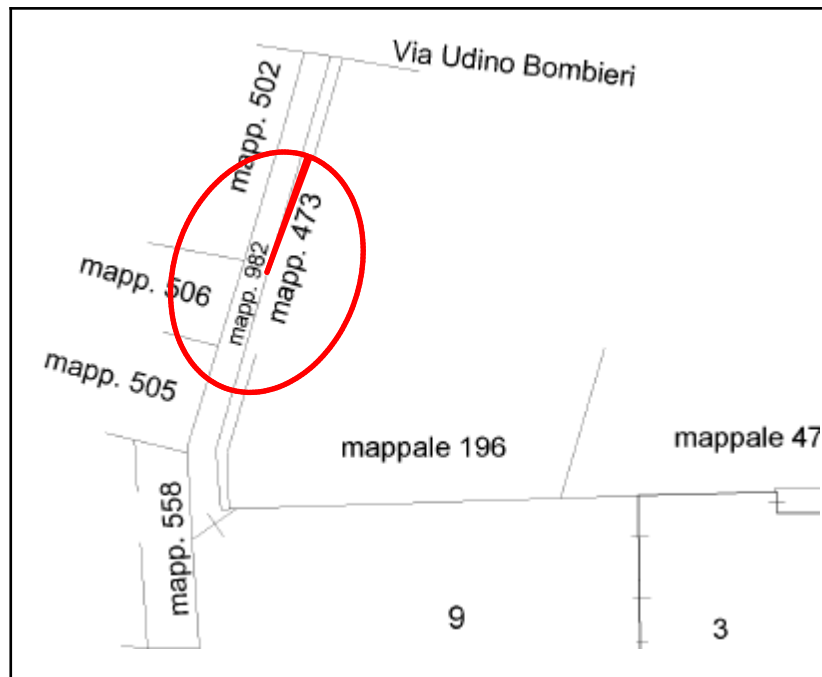 Via Udino Bombieri
mapp. 502
mapp. 473
mapp. 982
mapp. 506
mapp. 505
mappale 196
mappale 47
mapp. 558
9
3